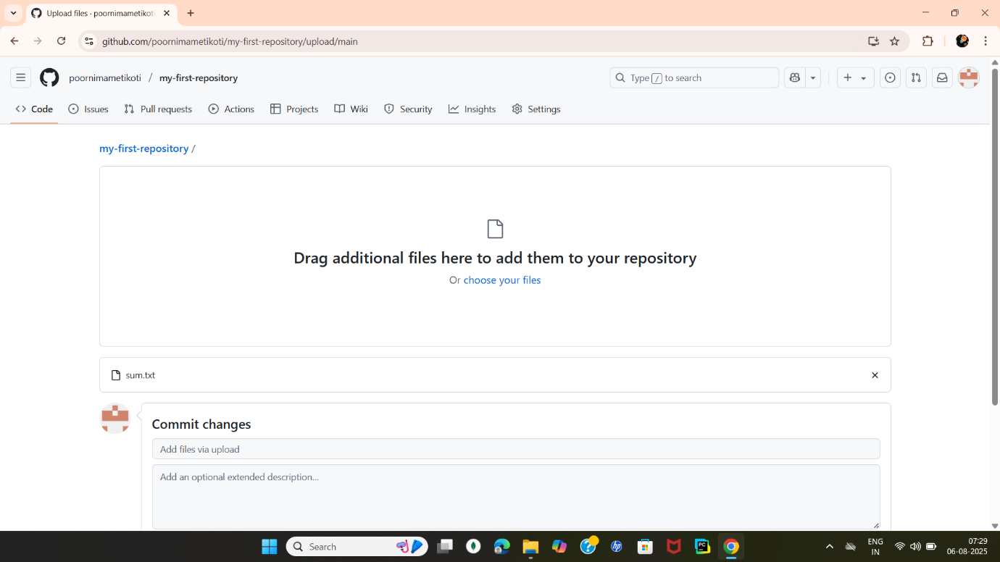 Upload files · poornimametikoti
github.com/poornimametikoti/my-first-repository/upload/main
poornimametikoti / my-first-repository
Type / to search
Code Issues Pull requests Actions Projects Wiki Security Insights Settings
my-first-repository /
Drag additional files here to add them to your repository
Or choose your files
sum.txt
Commit changes
Add files via upload
Add an optional extended description...
Search
PC
hp
ENG
IN
07:29
06-08-2025